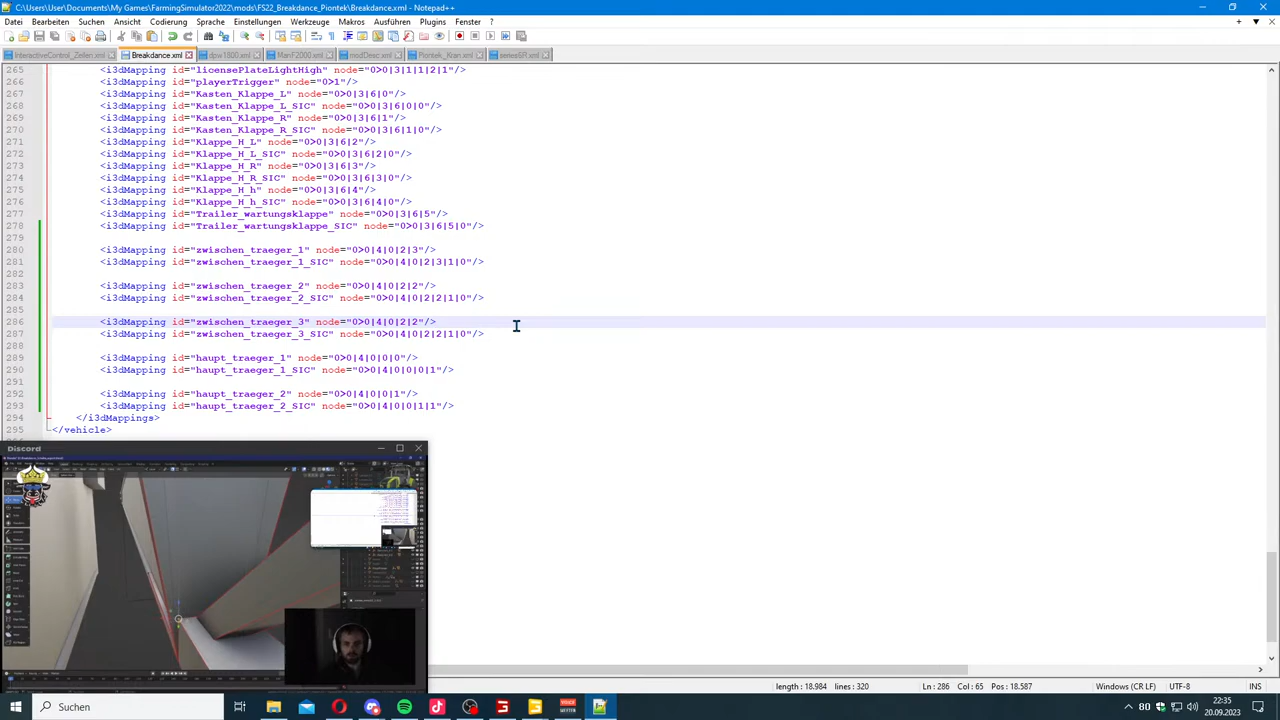 C:\Users\User\Documents\My Games\FarmingSimulator2022\mods\FS22_Breakdance_Piontek\Breakdance.xml - Notepad++
Datei Bearbeiten Suchen Ansicht Codierung Sprache Einstellungen Werkzeuge Makros Ausführen Plugins Fenster ?
InteractiveControl_Zeilen.xml Breakdance.xml dpw1800.xml ManF2000.xml modDesc.xml Piontek_Kran.xml series8R.xml
265 <i3dMapping id="licensePlateLightHigh" node="0>0|3|1|1|2|1"/>
266 <i3dMapping id="playerTrigger" node="0>1"/>
267 <i3dMapping id="Kasten_Klappe_L" node="0>0|3|6|0"/>
268 <i3dMapping id="Kasten_Klappe_L_SIC" node="0>0|3|6|0|0"/>
269 <i3dMapping id="Kasten_Klappe_R" node="0>0|3|6|1"/>
270 <i3dMapping id="Kasten_Klappe_R_SIC" node="0>0|3|6|1|0"/>
271 <i3dMapping id="Klappe_H_L" node="0>0|3|6|2"/>
272 <i3dMapping id="Klappe_H_L_SIC" node="0>0|3|6|2|0"/>
273 <i3dMapping id="Klappe_H_R" node="0>0|3|6|3"/>
274 <i3dMapping id="Klappe_H_R_SIC" node="0>0|3|6|3|0"/>
275 <i3dMapping id="Klappe_H_h" node="0>0|3|6|4"/>
276 <i3dMapping id="Klappe_H_h_SIC" node="0>0|3|6|4|0"/>
277 <i3dMapping id="Trailer_wartungsklappe" node="0>0|3|6|5"/>
278 <i3dMapping id="Trailer_wartungsklappe_SIC" node="0>0|3|6|5|0"/>
279
280 <i3dMapping id="zwischen_traeger_1" node="0>0|4|0|2|3"/>
281 <i3dMapping id="zwischen_traeger_1_SIC" node="0>0|4|0|2|3|1|0"/>
282
283 <i3dMapping id="zwischen_traeger_2" node="0>0|4|0|2|2"/>
284 <i3dMapping id="zwischen_traeger_2_SIC" node="0>0|4|0|2|2|1|0"/>
285
286 <i3dMapping id="zwischen_traeger_3" node="0>0|4|0|2|2"/>
287 <i3dMapping id="zwischen_traeger_3_SIC" node="0>0|4|0|2|2|1|0"/>
288
289 <i3dMapping id="haupt_traeger_1" node="0>0|4|0|0|0"/>
290 <i3dMapping id="haupt_traeger_1_SIC" node="0>0|4|0|0|0|1"/>
291
292 <i3dMapping id="haupt_traeger_2" node="0>0|4|0|0|1"/>
293 <i3dMapping id="haupt_traeger_2_SIC" node="0>0|4|0|0|1|1"/>
294 </i3dMappings>
295 </vehicle>
Discord
length : 18.984 lines : 320 Ln : 286 Col : 65 Pos : 18.587 Windows (CR LF) UTF-8 INS
Suchen
22:35
20.09.2023